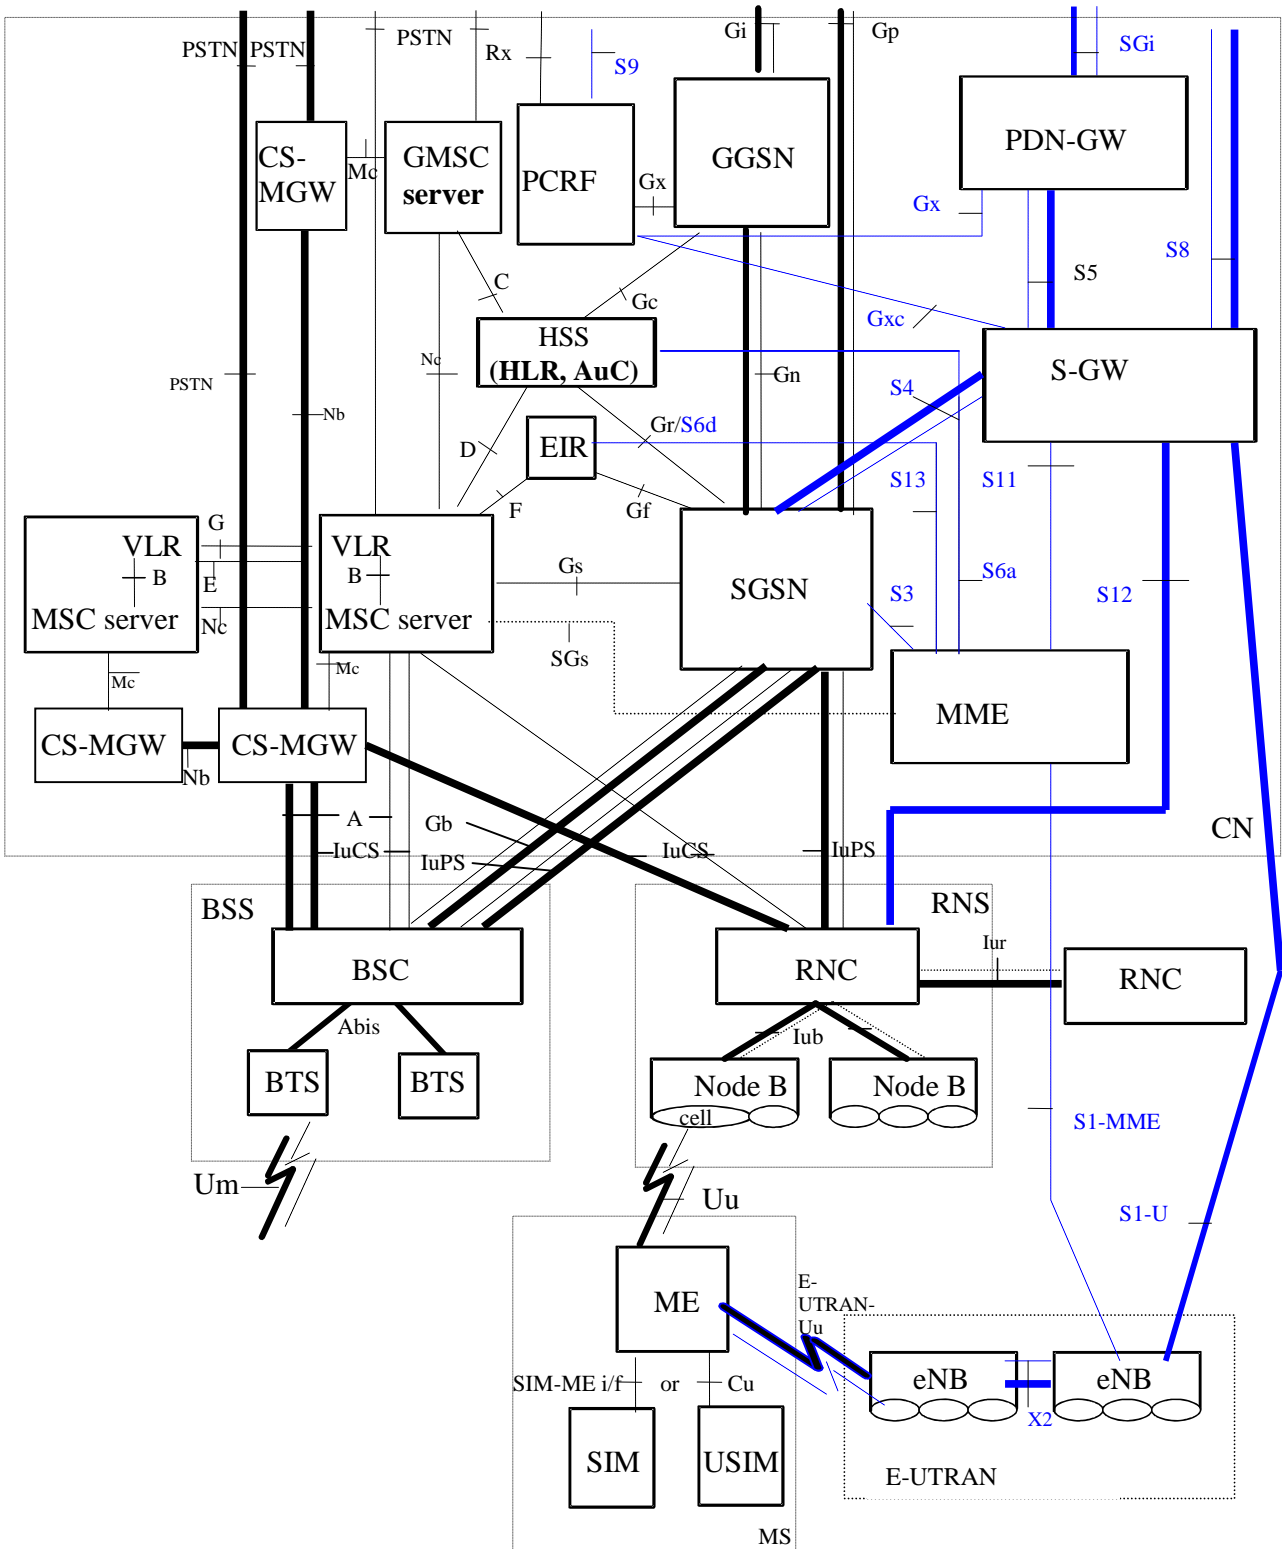 Gi
Gp
PSTN
PSTN
PSTN
Rx
S9
SGi
CS-
MGW
Mc
GMSC
server
PCRF
Gx
GGSN
PDN-GW
Gx
S8
S5
C
Gc
Gxc
HSS
(HLR, AuC)
Nc
Gn
S4
S-GW
PSTN
Nb
D
EIR
Gr/S6d
F
Gf
S13
S11
G
VLR
B
E
MSC server
Nc
VLR
B
MSC server
Gs
SGSN
S3
S6a
S12
SGs
Mc
Mc
MME
CS-MGW
Nb
CS-MGW
A
Gb
IuCS
IuPS
IuCS
IuPS
CN
BSS
RNS
BSC
RNC
Iur
RNC
Abis
Iub
BTS
BTS
Node B
cell
Node B
S1-MME
Um
Uu
S1-U
ME
E-
UTRAN-
Uu
SIM-ME i/f
or
Cu
eNB
X2
eNB
SIM
USIM
E-UTRAN
MS